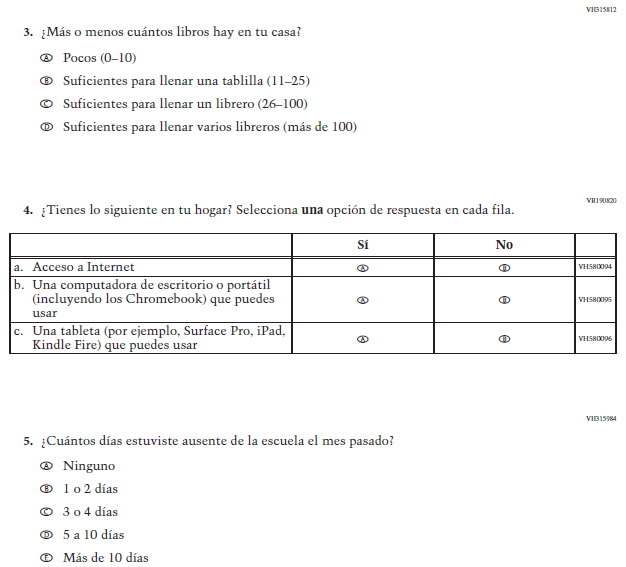 VH315812
3. ¿Más o menos cuántos libros hay en tu casa?
Ⓐ Pocos (0–10)
Ⓑ Suficientes para llenar una tablilla (11–25)
Ⓒ Suficientes para llenar un librero (26–100)
Ⓓ Suficientes para llenar varios libreros (más de 100)
VR190820
4. ¿Tienes lo siguiente en tu hogar? Selecciona una opción de respuesta en cada fila.
Sí No
a. Acceso a Internet Ⓐ Ⓑ VH580094
b. Una computadora de escritorio o portátil
(incluyendo los Chromebook) que puedes
usar Ⓐ Ⓑ VH580095
c. Una tableta (por ejemplo, Surface Pro, iPad,
Kindle Fire) que puedes usar Ⓐ Ⓑ VH580096
VH315984
5. ¿Cuántos días estuviste ausente de la escuela el mes pasado?
Ⓐ Ninguno
Ⓑ 1 o 2 días
Ⓒ 3 o 4 días
Ⓓ 5 a 10 días
Ⓔ Más de 10 días